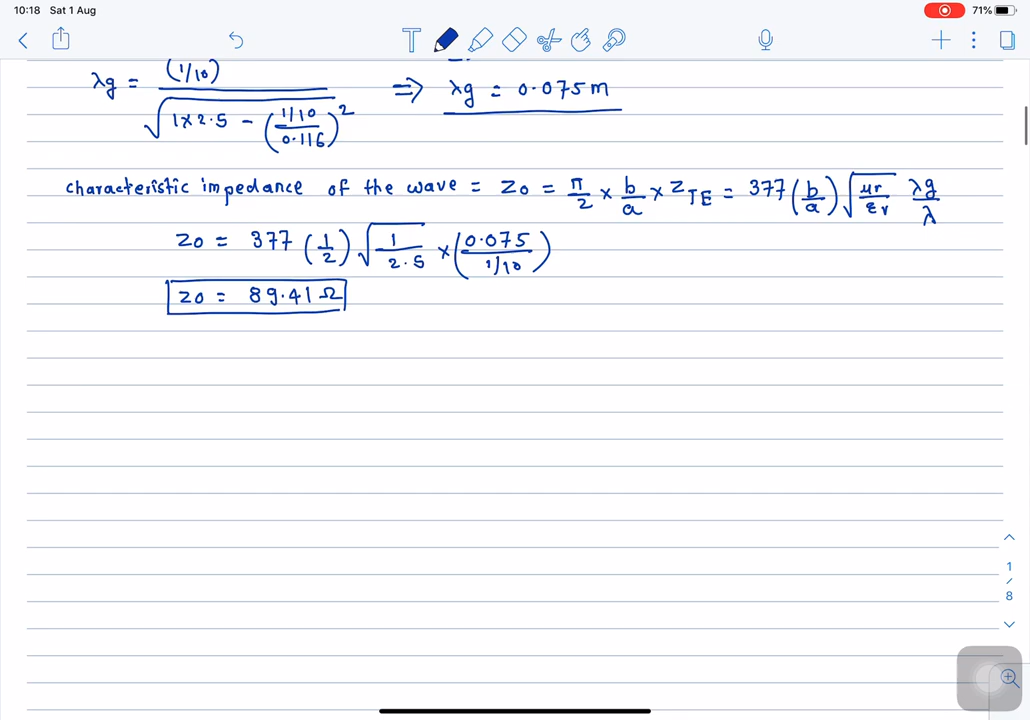 10:18 Sat 1 Aug 71%
T
λg = (1/10) / √(1×2.5 − ((1/10)/0.116)²) ⇒ λg = 0.075m
characteristic impedance of the wave = Zo = π/2 × b/a × ZTE = 377 (b/a) √(μr/εr) λg/λ
Zo = 377 (1/2) √(1/2.5) × (0.075/(1/10))
Zo = 89.41Ω
1
/
8